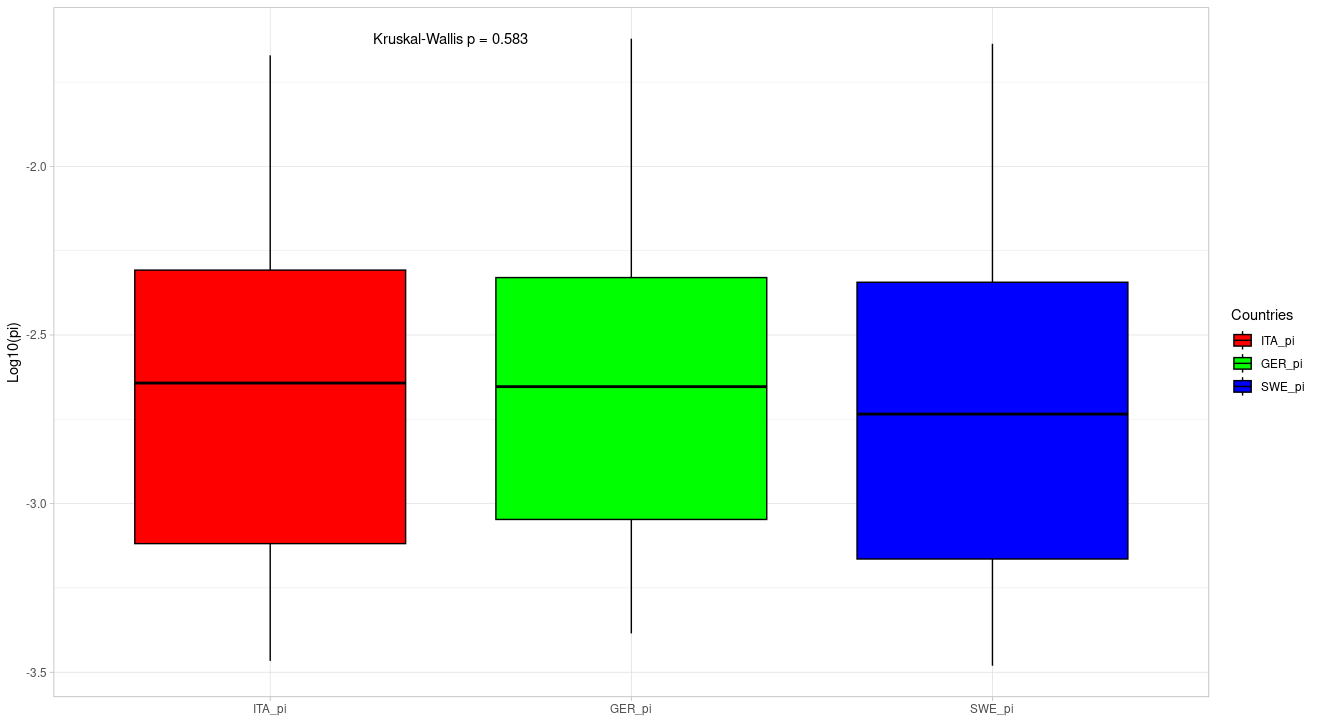 Kruskal-Wallis p = 0.583
Log10(pi)
-2.0
-2.5
-3.0
-3.5
ITA_pi
GER_pi
SWE_pi
Countries
ITA_pi
GER_pi
SWE_pi